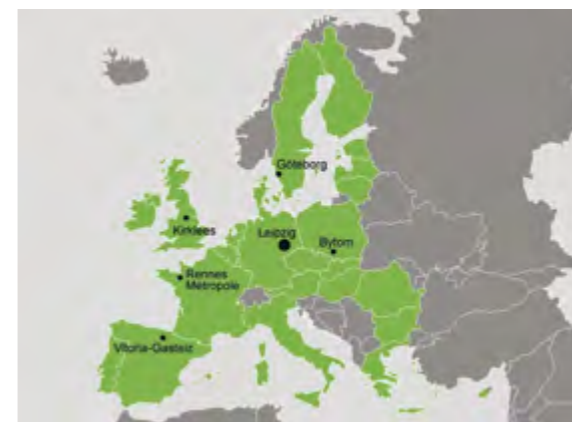 Göteborg
Kirklees
Leipzig
Bytom
Rennes
Métropole
Vitoria-Gasteiz